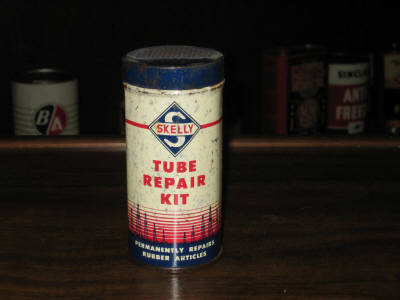 B/A
SINCLAIR
ANTI
FREEZE
S
SKELLY
TUBE
REPAIR
KIT
PERMANENTLY REPAIRS
RUBBER ARTICLES